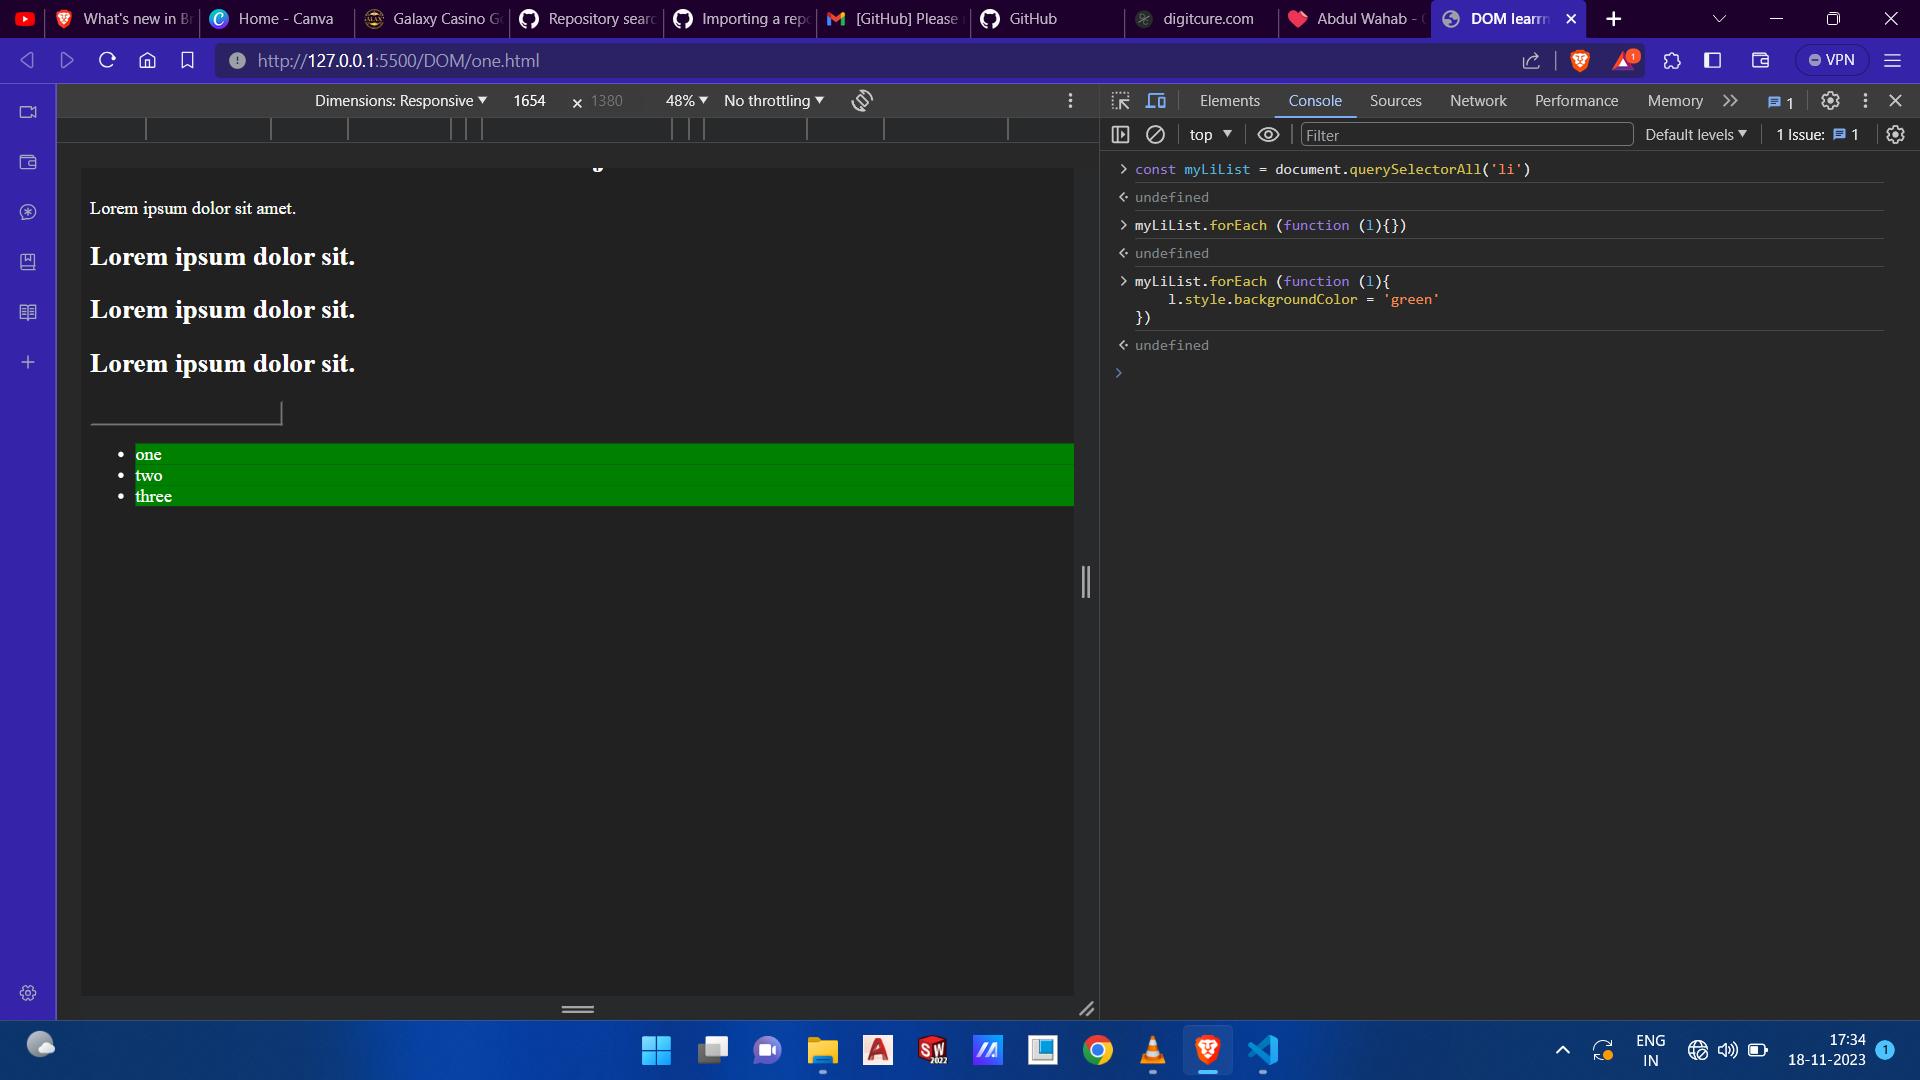 What's new in Br
Home - Canva
Galaxy Casino G
Repository sear
Importing a rep
[GitHub] Please
GitHub
digitcure.com
Abdul Wahab -
DOM learn
http://127.0.0.1:5500/DOM/one.html
1
VPN
Dimensions: Responsive
1654
×
1380
48%
No throttling
Elements
Console
Sources
Network
Performance
Memory
1
top
Filter
Default levels
1 Issue:
1
Lorem ipsum dolor sit amet.
Lorem ipsum dolor sit.
Lorem ipsum dolor sit.
Lorem ipsum dolor sit.
• one
• two
• three
const myLiList = document.querySelectorAll('li')
undefined
myLiList.forEach (function (l){})
undefined
myLiList.forEach (function (l){
l.style.backgroundColor = 'green'
})
undefined
SW
2022
ENG
IN
17:34
18-11-2023
1